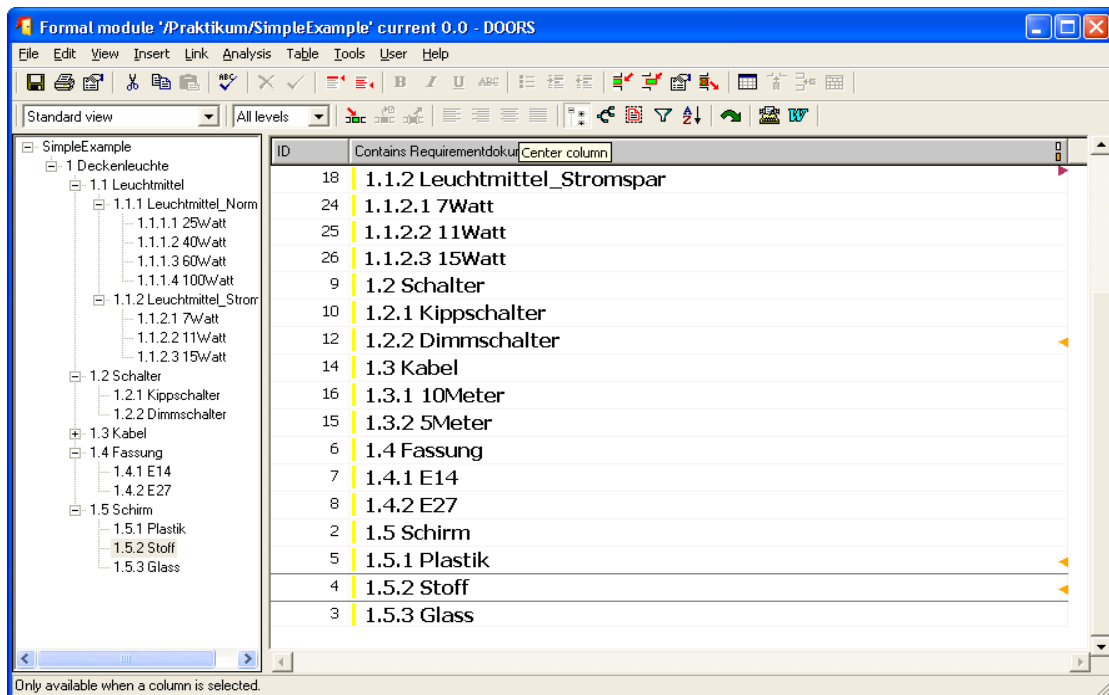 Formal module '/Praktikum/SimpleExample' current 0.0 - DOORS
File Edit View Insert Link Analysis Table Tools User Help
ABC B I U ABC
Standard view All levels A Z W
SimpleExample
1 Deckenleuchte
1.1 Leuchtmittel
1.1.1 Leuchtmittel_Norm
1.1.1.1 25Watt
1.1.1.2 40Watt
1.1.1.3 60Watt
1.1.1.4 100Watt
1.1.2 Leuchtmittel_Strom
1.1.2.1 7Watt
1.1.2.2 11Watt
1.1.2.3 15Watt
1.2 Schalter
1.2.1 Kippschalter
1.2.2 Dimmschalter
1.3 Kabel
1.4 Fassung
1.4.1 E14
1.4.2 E27
1.5 Schirm
1.5.1 Plastik
1.5.2 Stoff
1.5.3 Glass
ID Contains Requirementdokur Center column
18 1.1.2 Leuchtmittel_Stromspar
24 1.1.2.1 7Watt
25 1.1.2.2 11Watt
26 1.1.2.3 15Watt
9 1.2 Schalter
10 1.2.1 Kippschalter
12 1.2.2 Dimmschalter
14 1.3 Kabel
16 1.3.1 10Meter
15 1.3.2 5Meter
6 1.4 Fassung
7 1.4.1 E14
8 1.4.2 E27
2 1.5 Schirm
5 1.5.1 Plastik
4 1.5.2 Stoff
3 1.5.3 Glass
Only available when a column is selected.